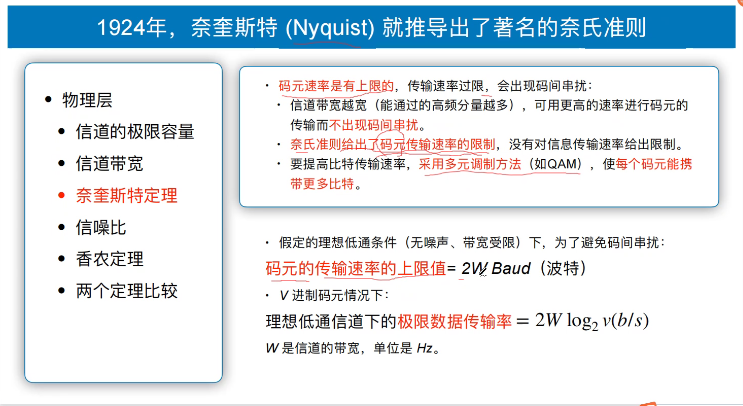 1924年，奈奎斯特 (Nyquist) 就推导出了著名的奈氏准则
• 物理层
• 信道的极限容量
• 信道带宽
• 奈奎斯特定理
• 信噪比
• 香农定理
• 两个定理比较
• 码元速率是有上限的，传输速率过限，会出现码间串扰：
• 信道带宽越宽（能通过的高频分量越多），可用更高的速率进行码元的
传输而不出现码间串扰。
• 奈氏准则给出了码元传输速率的限制，没有对信息传输速率给出限制。
• 要提高比特传输速率，采用多元调制方法（如QAM），使每个码元能携
带更多比特。
• 假定的理想低通条件（无噪声、带宽受限）下，为了避免码间串扰：
码元的传输速率的上限值= 2W Baud（波特）
• V 进制码元情况下：
理想低通信道下的极限数据传输率 = 2W log₂ v(b/s)
W 是信道的带宽，单位是 Hz。